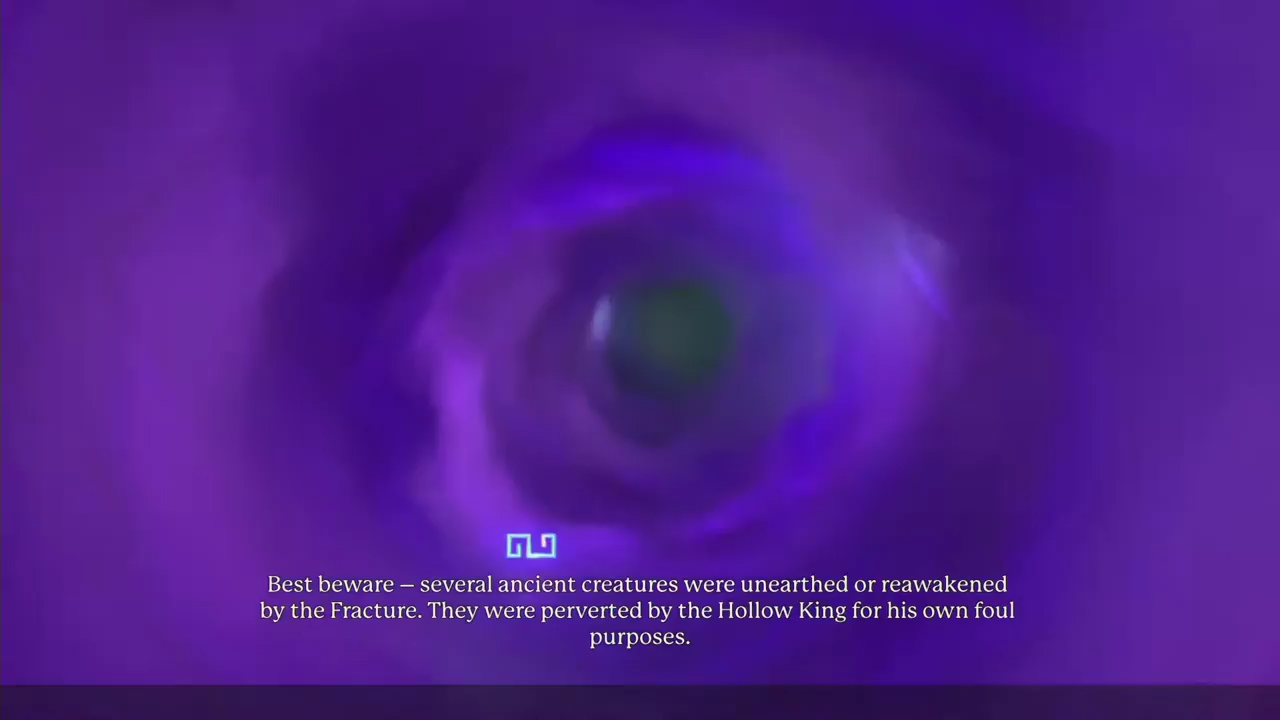 Best beware – several ancient creatures were unearthed or reawakened
by the Fracture. They were perverted by the Hollow King for his own foul
purposes.